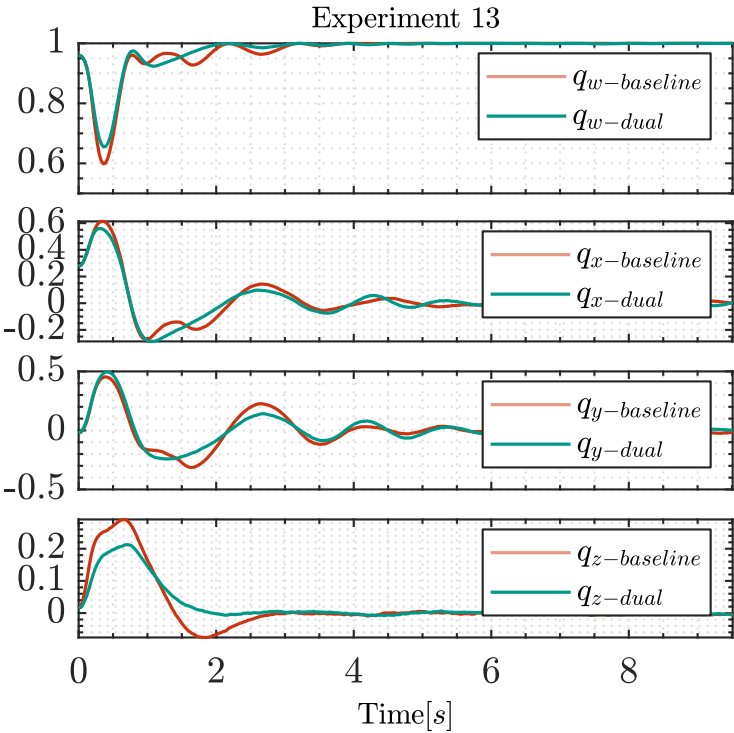 Experiment 13
1
0.8
0.6
q_{w-baseline}
q_{w-dual}
0.6
0.4
0.2
0
-0.2
q_{x-baseline}
q_{x-dual}
0.5
0
-0.5
q_{y-baseline}
q_{y-dual}
0.2
0.1
0
q_{z-baseline}
q_{z-dual}
0 2 4 6 8
Time[s]